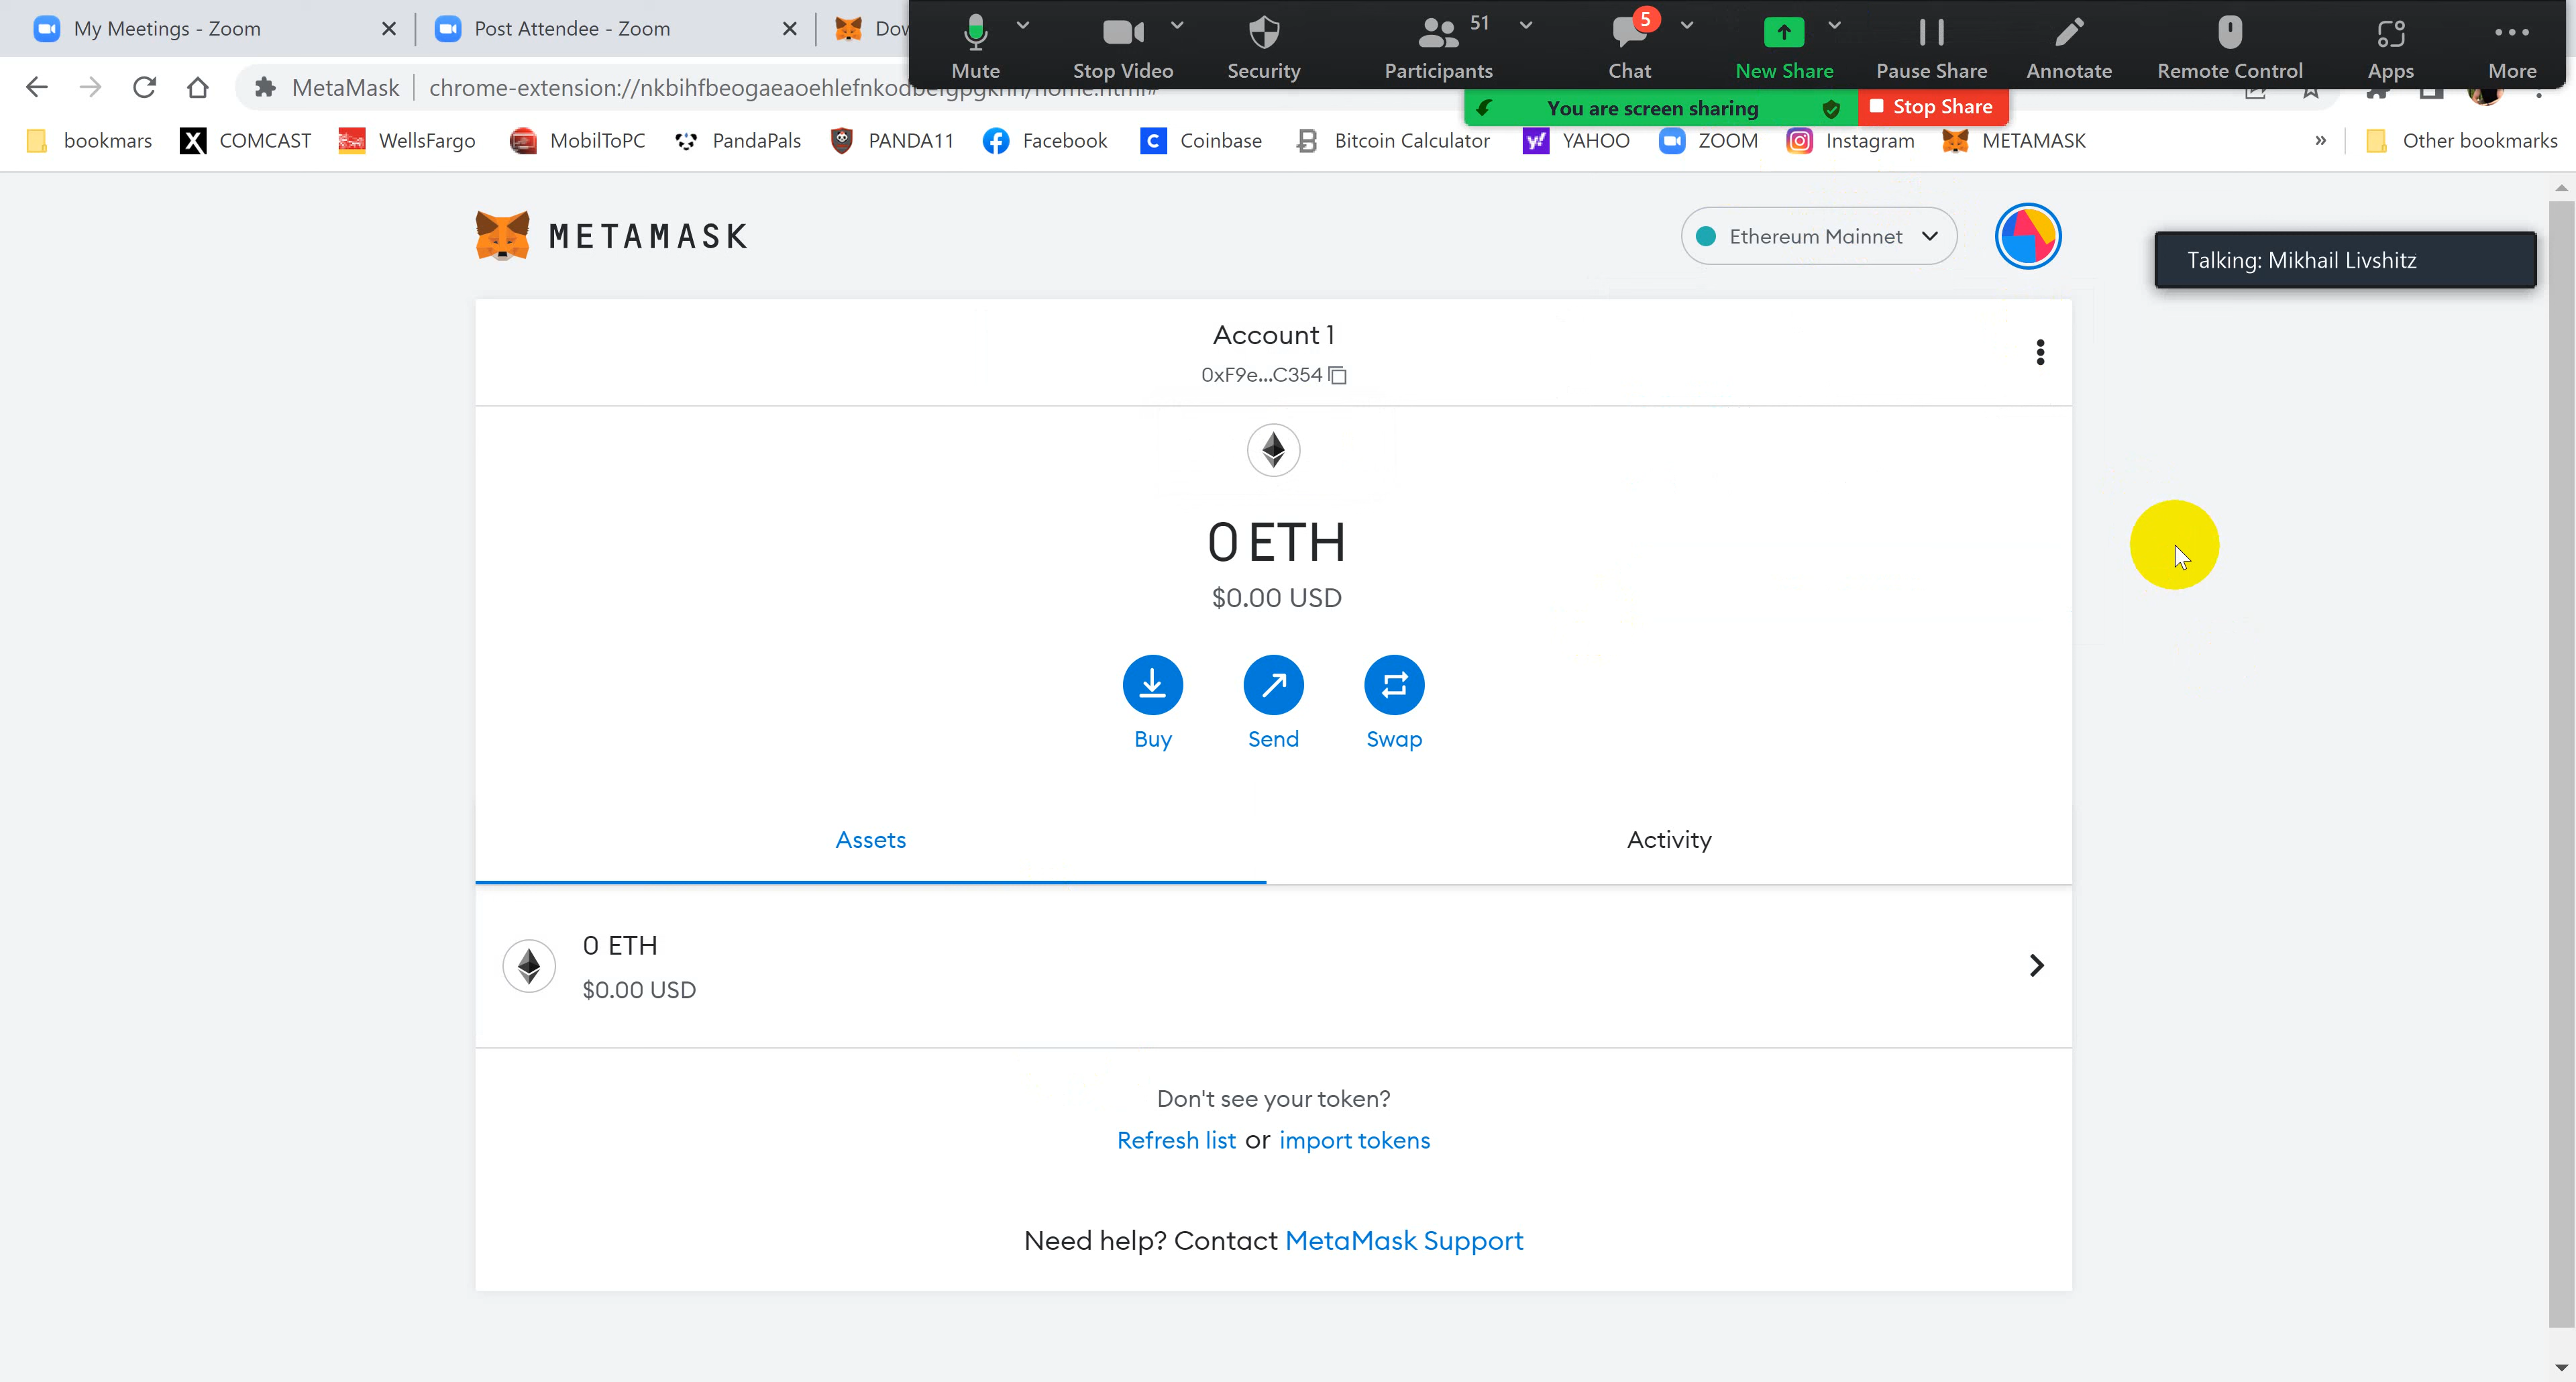 My Meetings - Zoom
Post Attendee - Zoom
Mute
Stop Video
Security
51
Participants
5
Chat
New Share
Pause Share
Annotate
Remote Control
Apps
More
MetaMask
You are screen sharing
Stop Share
bookmars
COMCAST
WellsFargo
MobilToPC
PandaPals
PANDA11
Facebook
Coinbase
Bitcoin Calculator
YAHOO
ZOOM
Instagram
METAMASK
Other bookmarks
METAMASK
Ethereum Mainnet
Talking: Mikhail Livshitz
Account 1
0xF9e...C354
0 ETH
$0.00 USD
Buy
Send
Swap
Assets
Activity
0 ETH
$0.00 USD
Don't see your token?
Refresh list or import tokens
Need help? Contact MetaMask Support